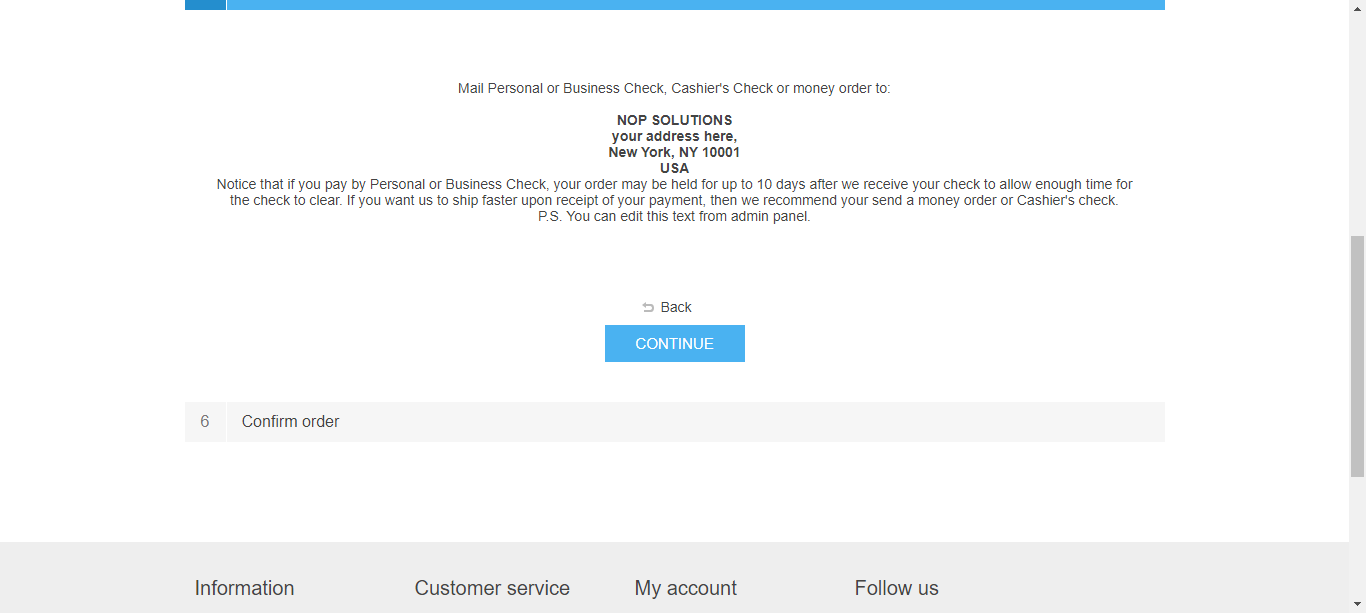 Mail Personal or Business Check, Cashier's Check or money order to:
NOP SOLUTIONS
your address here,
New York, NY 10001
USA
Notice that if you pay by Personal or Business Check, your order may be held for up to 10 days after we receive your check to allow enough time for
the check to clear. If you want us to ship faster upon receipt of your payment, then we recommend your send a money order or Cashier's check.
P.S. You can edit this text from admin panel.
Back
CONTINUE
6 Confirm order
Information Customer service My account Follow us